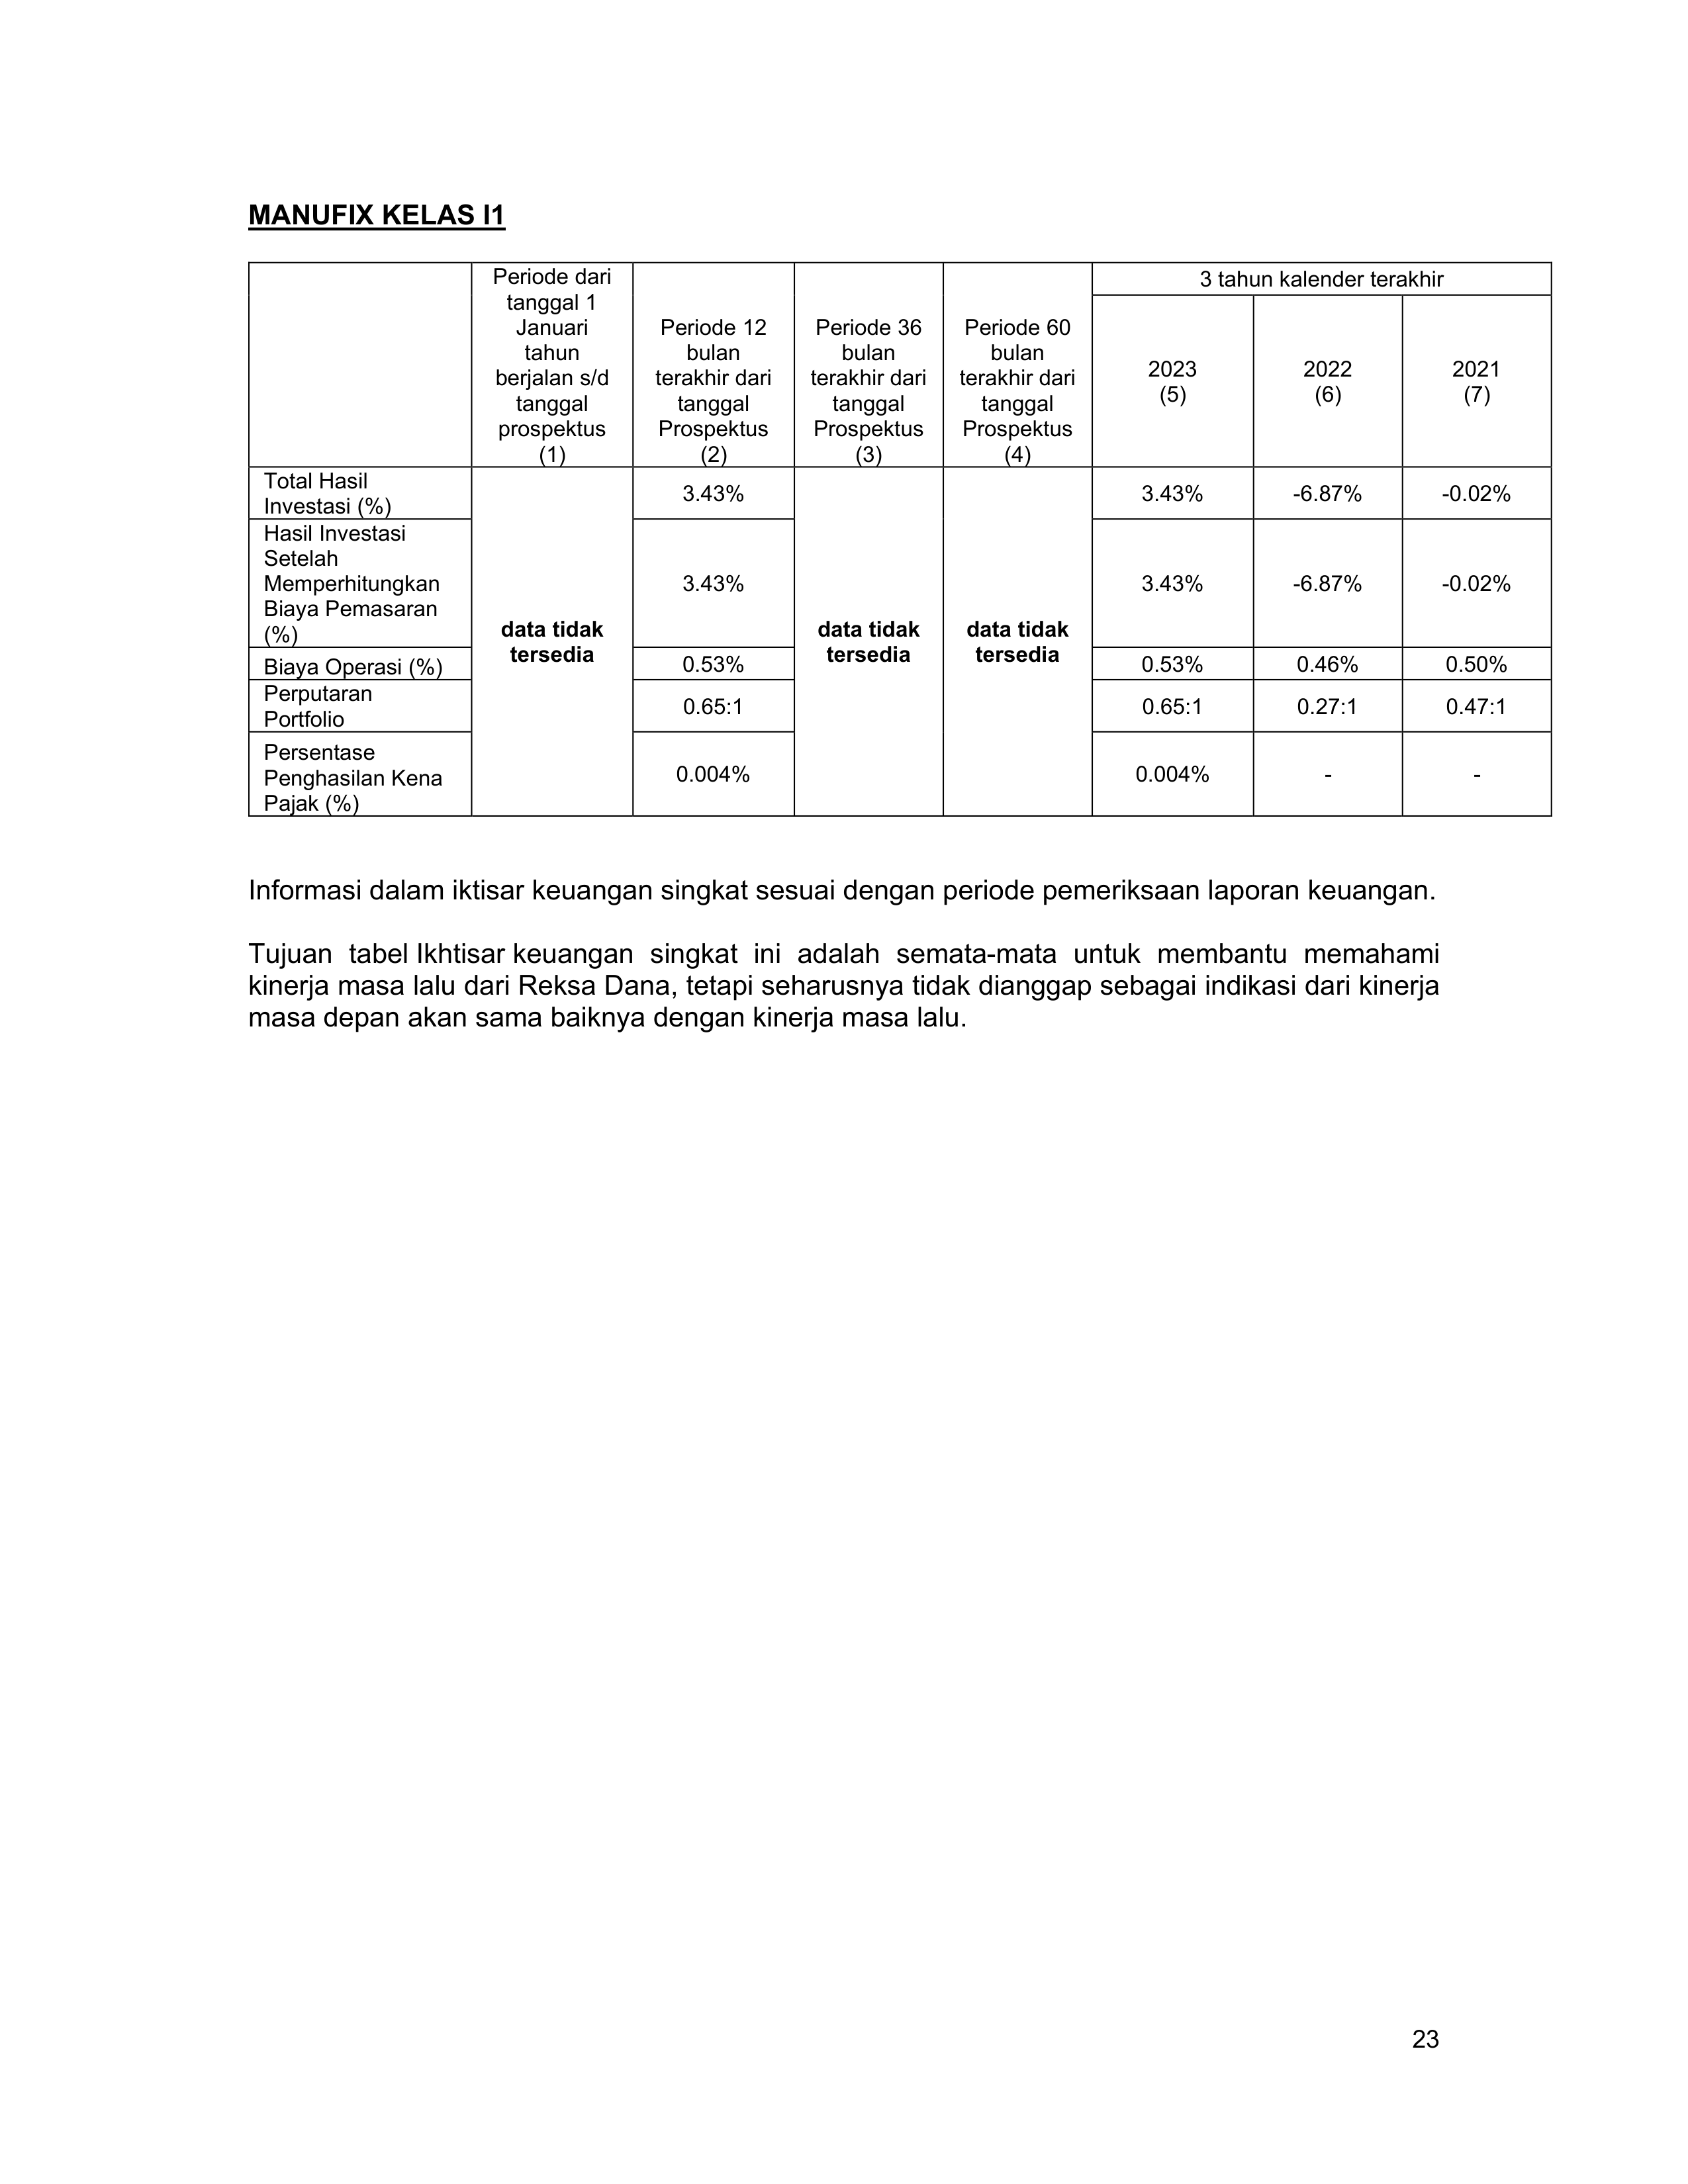 MANUFIX KELAS I1
Periode dari
tanggal 1
Januari
tahun
berjalan s/d
tanggal
prospektus
(1)
Periode 12
bulan
terakhir dari
tanggal
Prospektus
(2)
Periode 36
bulan
terakhir dari
tanggal
Prospektus
(3)
Periode 60
bulan
terakhir dari
tanggal
Prospektus
(4)
3 tahun kalender terakhir
2023
(5)
2022
(6)
2021
(7)
Total Hasil
Investasi (%)
data tidak
tersedia
3.43%
data tidak
tersedia
data tidak
tersedia
3.43%
-6.87%
-0.02%
Hasil Investasi
Setelah
Memperhitungkan
Biaya Pemasaran
(%)
3.43%
3.43%
-6.87%
-0.02%
Biaya Operasi (%)
0.53%
0.53%
0.46%
0.50%
Perputaran
Portfolio
0.65:1
0.65:1
0.27:1
0.47:1
Persentase
Penghasilan Kena
Pajak (%)
0.004%
0.004%
-
-
Informasi dalam iktisar keuangan singkat sesuai dengan periode pemeriksaan laporan keuangan.
Tujuan tabel Ikhtisar keuangan singkat ini adalah semata-mata untuk membantu memahami
kinerja masa lalu dari Reksa Dana, tetapi seharusnya tidak dianggap sebagai indikasi dari kinerja
masa depan akan sama baiknya dengan kinerja masa lalu.
23